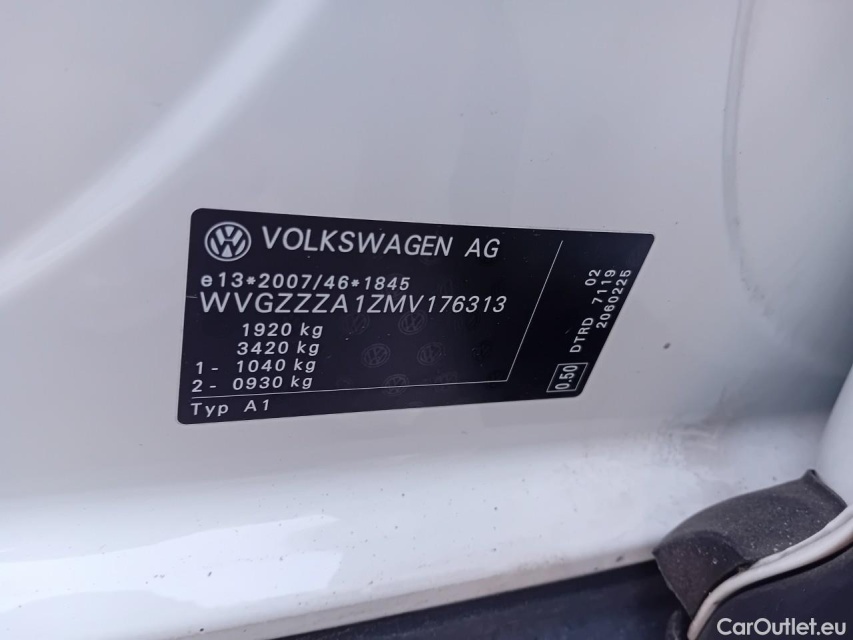 VOLKSWAGEN AG
e13*2007/46*1845
WVGZZZA1ZMV176313
1920 kg
3420 kg
1 - 1040 kg
2 - 0930 kg
Typ A1
DTRD 7119 02
2060225
0.50
CarOutlet.eu